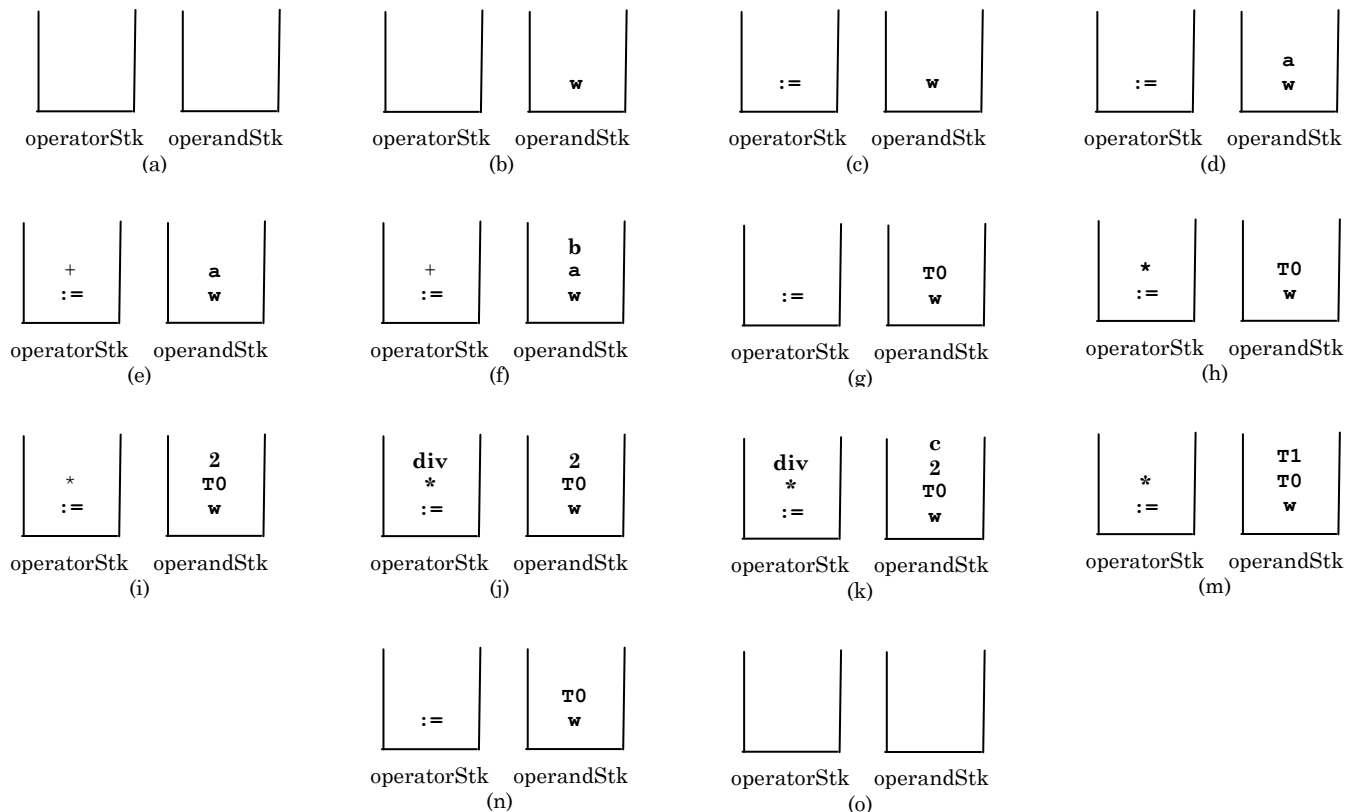 w
:=
w
a
:=
w
operatorStk operandStk
(a)
operatorStk operandStk
(b)
operatorStk operandStk
(c)
operatorStk operandStk
(d)
+
a
:=
w
b
+
a
:=
w
T0
:=
w
*
T0
:=
w
operatorStk operandStk
(e)
operatorStk operandStk
(f)
operatorStk operandStk
(g)
operatorStk operandStk
(h)
2
*
T0
:=
w
div
2
*
T0
:=
w
c
div
2
*
T0
:=
w
T1
*
T0
:=
w
operatorStk operandStk
(i)
operatorStk operandStk
(j)
operatorStk operandStk
(k)
operatorStk operandStk
(m)
T0
:=
w
operatorStk operandStk
(n)
operatorStk operandStk
(o)